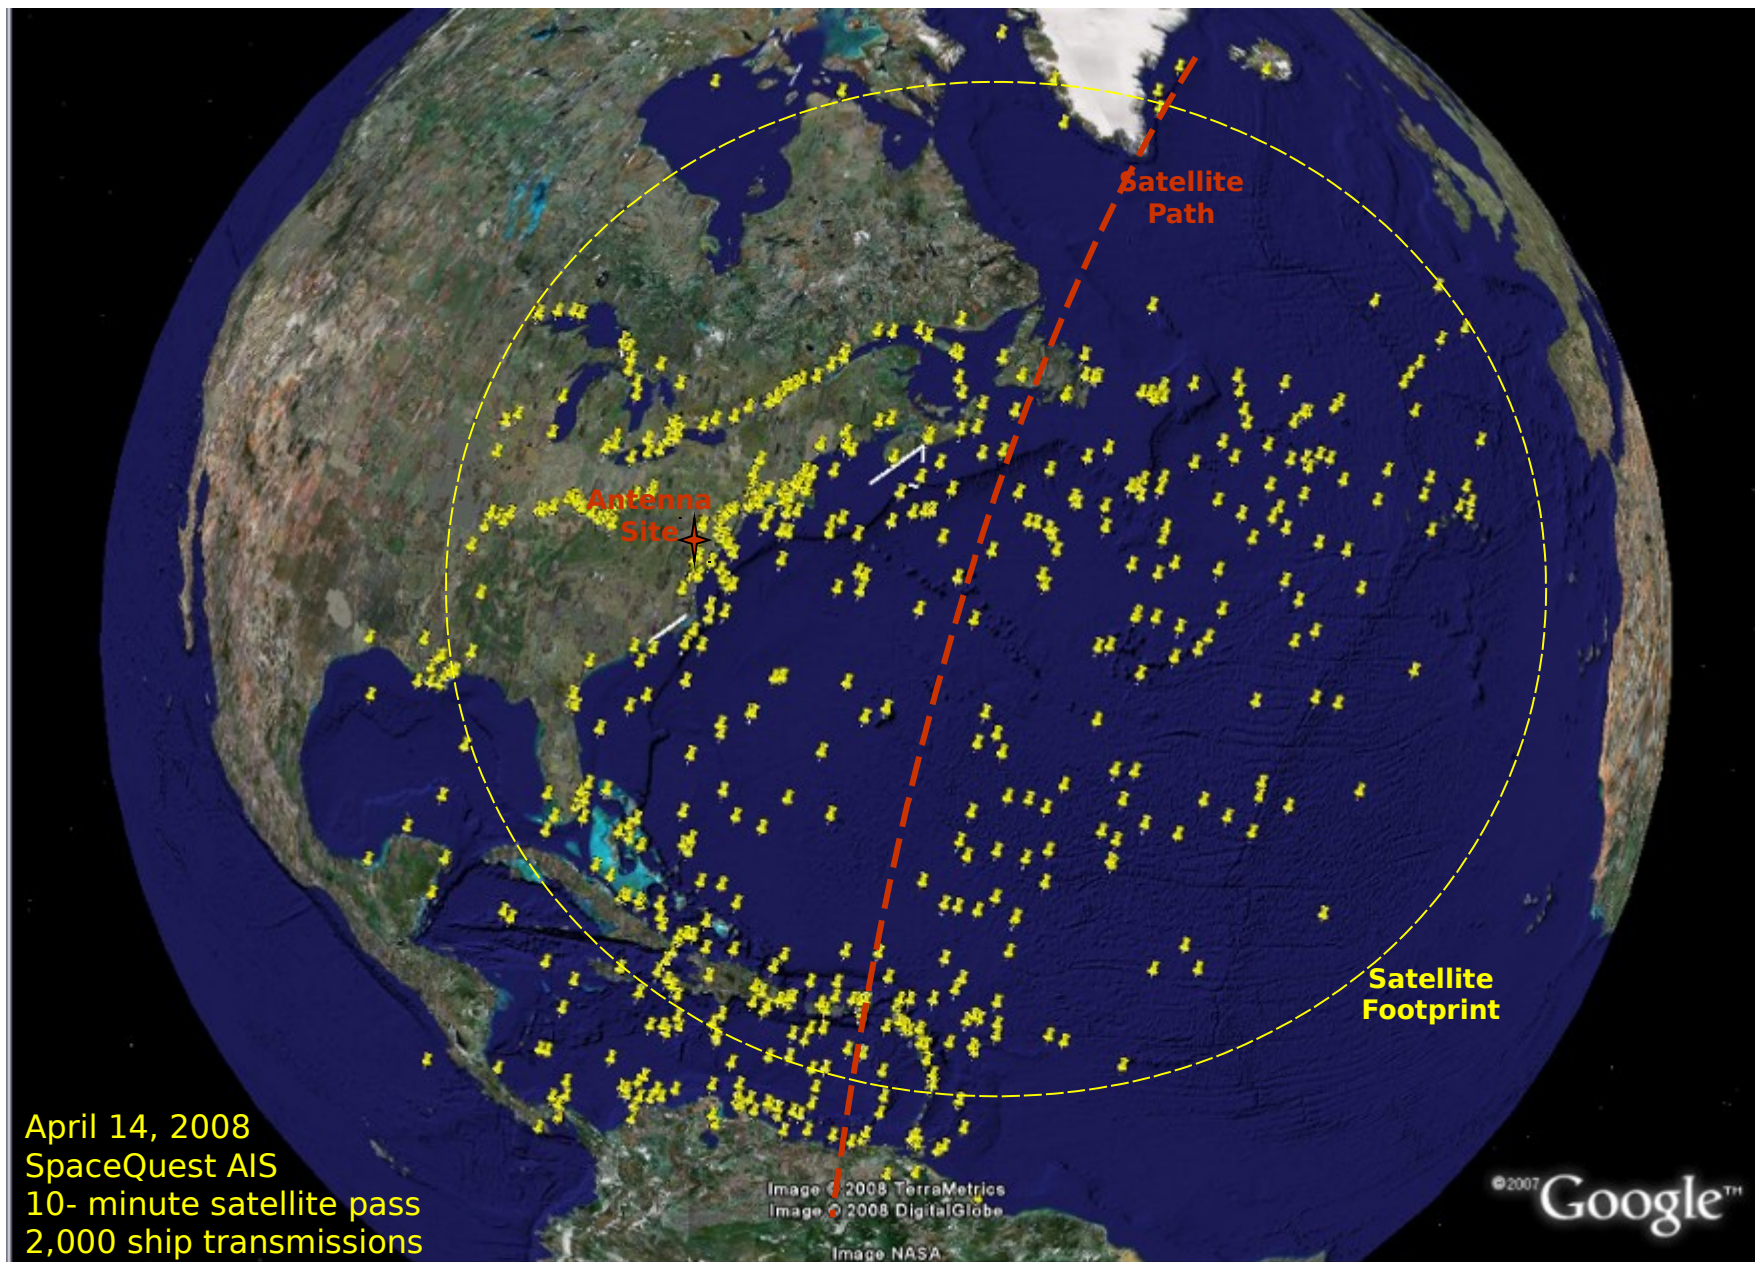 Satellite
Path
Antenna
Site
Satellite
Footprint
April 14, 2008
SpaceQuest AIS
10- minute satellite pass
2,000 ship transmissions
Image © 2008 TerraMetrics
Image © 2008 DigitalGlobe
Image NASA
©2007 Google™